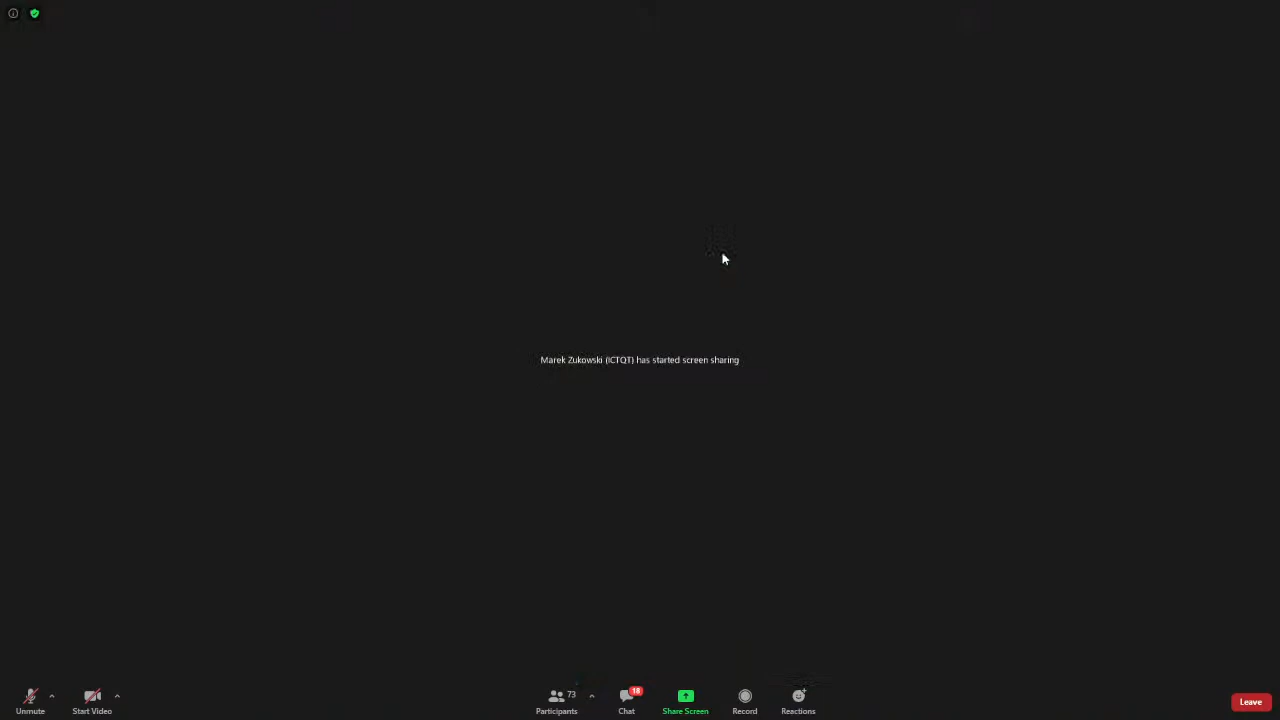 Marek Zukowski (ICTQT) has started screen sharing
73
18
Unmute
Start Video
Participants
Chat
Share Screen
Record
Reactions
Leave